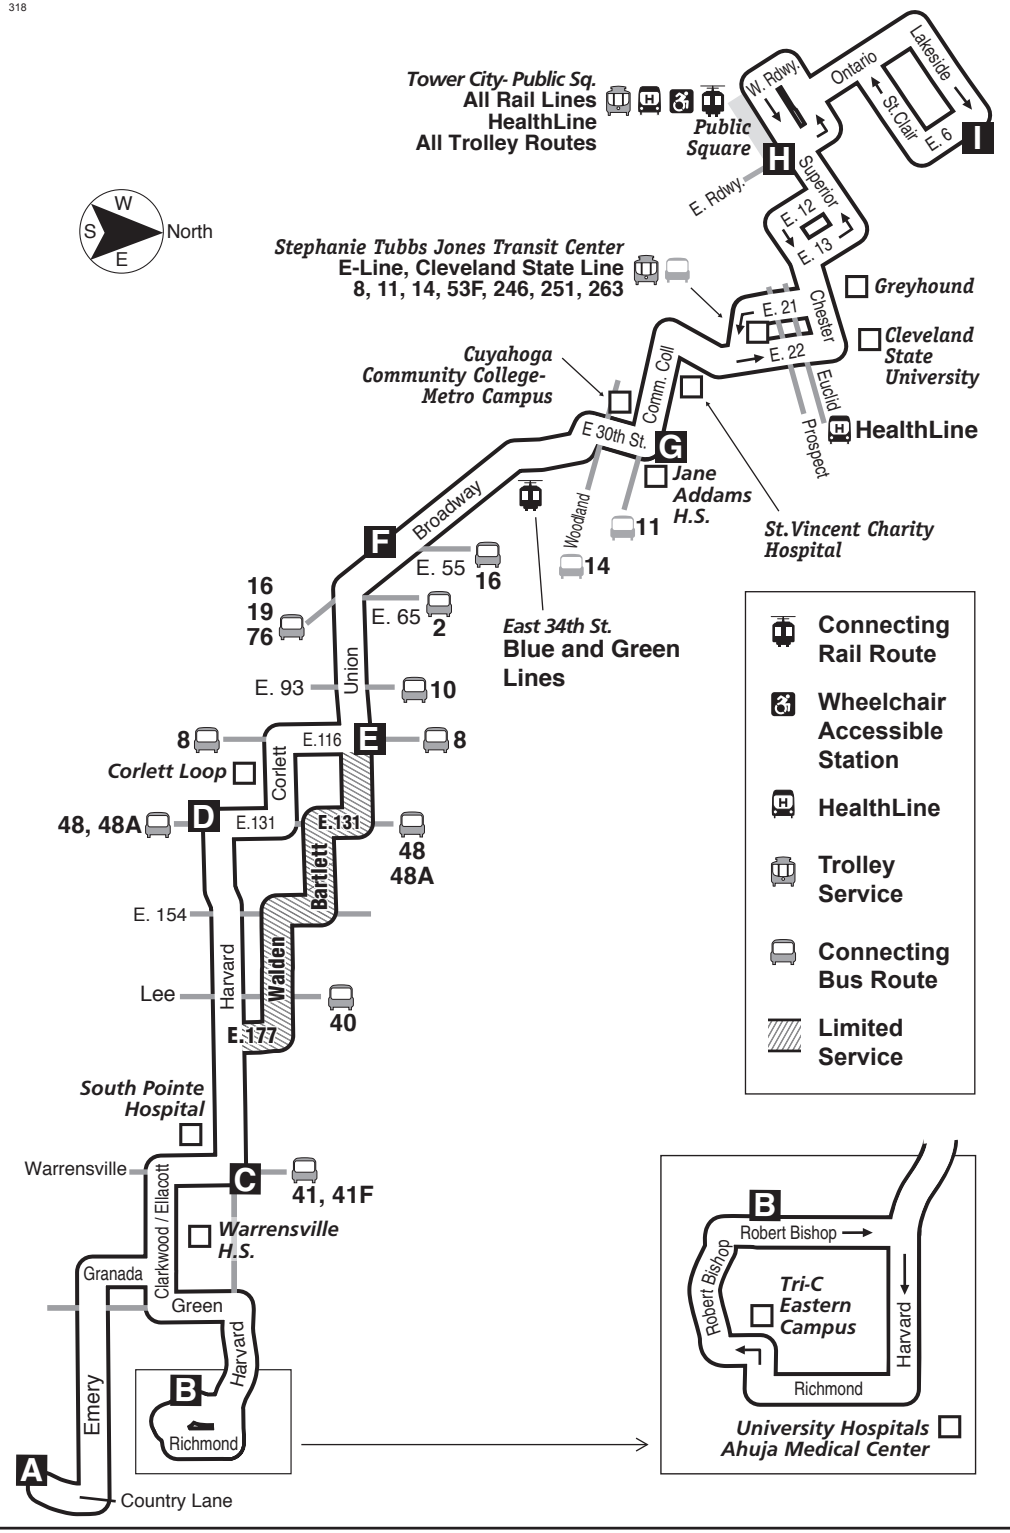 318
Tower City- Public Sq.
All Rail Lines
HealthLine
All Trolley Routes
H
Public
Square
W. Rdwy.
Ontario
Lakeside
St.Clair
E. 6
I
H
E. Rdwy.
Superior
E. 12
E. 13
W
S
E
North
Stephanie Tubbs Jones Transit Center
E-Line, Cleveland State Line
8, 11, 14, 53F, 246, 251, 263
Greyhound
Chester
E. 21
E. 22
Cleveland
State
University
Euclid
Prospect
H
HealthLine
Cuyahoga
Community College-
Metro Campus
Comm. Coll
E 30th St.
G
Jane
Addams
H.S.
St.Vincent Charity
Hospital
Woodland
11
14
Broadway
F
E. 55
16
16
19
76
E. 65
2
East 34th St.
Blue and Green
Lines
Union
E. 93
10
8
E.116
E
8
Corlett
Corlett Loop
48, 48A
D
E.131
E.131
48
48A
Bartlett
E. 154
Harvard
Walden
Lee
40
E.177
South Pointe
Hospital
Warrensville
C
41, 41F
Clarkwood / Ellacott
Warrensville
H.S.
Granada
Green
Harvard
Emery
B
Richmond
A
Country Lane
Connecting
Rail Route
Wheelchair
Accessible
Station
H
HealthLine
Trolley
Service
Connecting
Bus Route
Limited
Service
B
Robert Bishop
Robert Bishop
Tri-C
Eastern
Campus
Harvard
Richmond
University Hospitals
Ahuja Medical Center